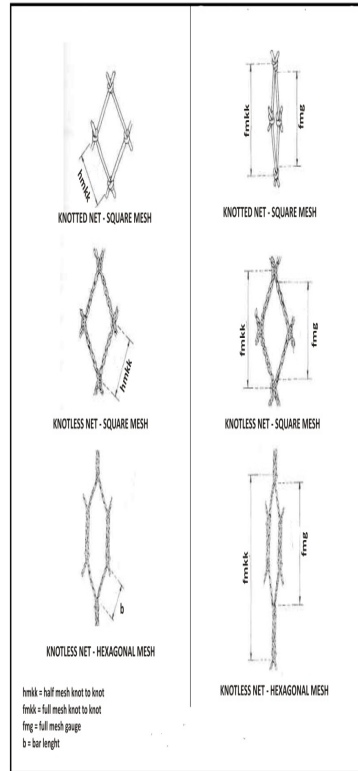 hmkk
KNOTTED NET - SQUARE MESH
fmkk
fmg
KNOTTED NET - SQUARE MESH
hmkk
KNOTLESS NET - SQUARE MESH
fmkk
fmg
KNOTLESS NET - SQUARE MESH
b
KNOTLESS NET - HEXAGONAL MESH
fmkk
fmg
KNOTLESS NET - HEXAGONAL MESH
hmkk = half mesh knot to knot
fmkk = full mesh knot to knot
fmg = full mesh gauge
b = bar lenght